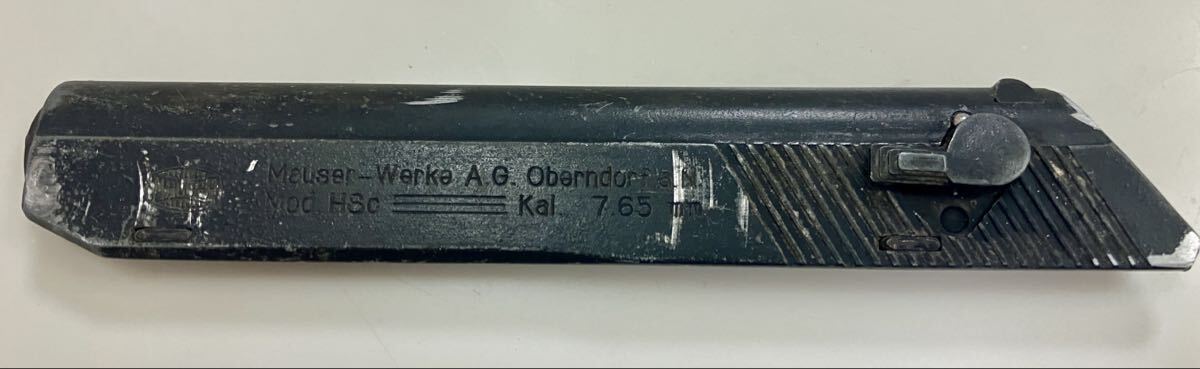 Mauser-Werke A.G. Oberndorf a.N.
Mod. HSc Kal. 7.65 mm